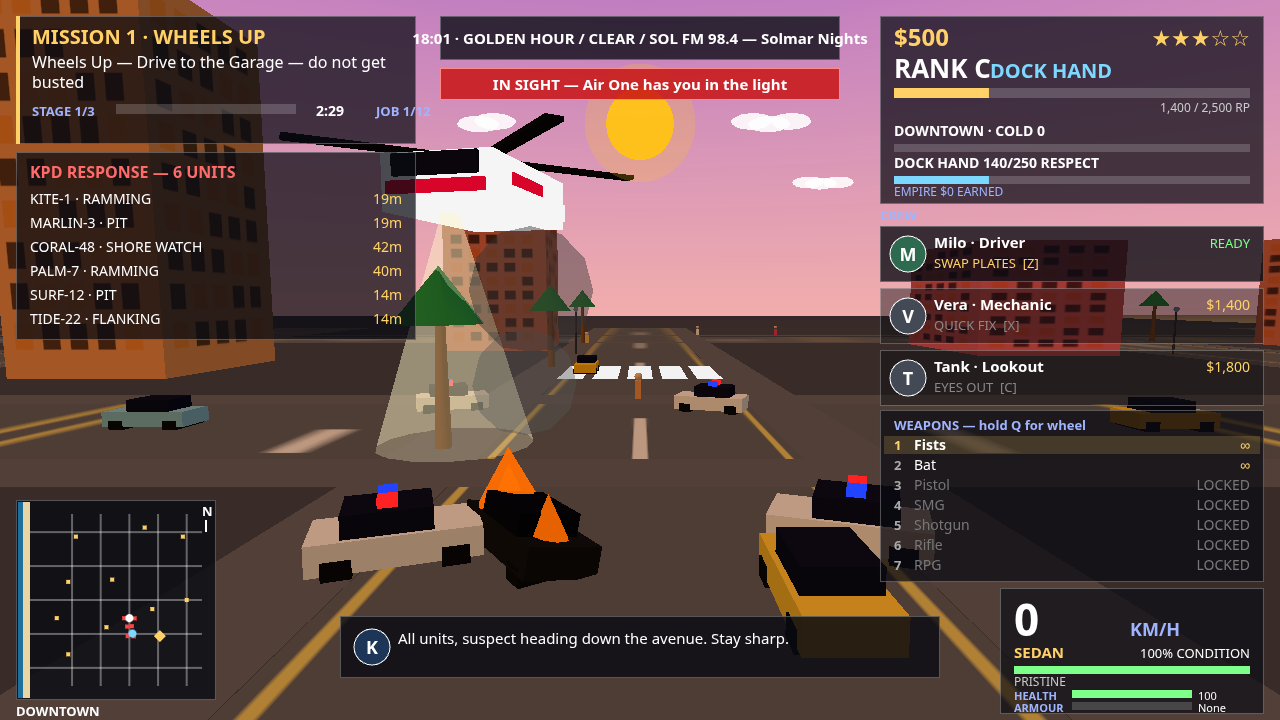 MISSION 1 · WHEELS UP
Wheels Up — Drive to the Garage — do not get
busted
STAGE 1/3
2:29
JOB 1/12
KPD RESPONSE — 6 UNITS
KITE-1 · RAMMING 19m
MARLIN-3 · PIT 19m
CORAL-48 · SHORE WATCH 42m
PALM-7 · RAMMING 40m
SURF-12 · PIT 14m
TIDE-22 · FLANKING 14m
18:01 · GOLDEN HOUR / CLEAR / SOL FM 98.4 — Solmar Nights
IN SIGHT — Air One has you in the light
$500 ★★★☆☆
RANK C DOCK HAND
1,400 / 2,500 RP
DOWNTOWN · COLD 0
DOCK HAND 140/250 RESPECT
EMPIRE $0 EARNED
M Milo · Driver READY
SWAP PLATES [Z]
V Vera · Mechanic $1,400
QUICK FIX [X]
T Tank · Lookout $1,800
EYES OUT [C]
WEAPONS — hold Q for wheel
1 Fists ∞
2 Bat ∞
3 Pistol LOCKED
4 SMG LOCKED
5 Shotgun LOCKED
6 Rifle LOCKED
7 RPG LOCKED
N
DOWNTOWN
K All units, suspect heading down the avenue. Stay sharp.
0 KM/H
SEDAN 100% CONDITION
PRISTINE
HEALTH 100
ARMOUR None